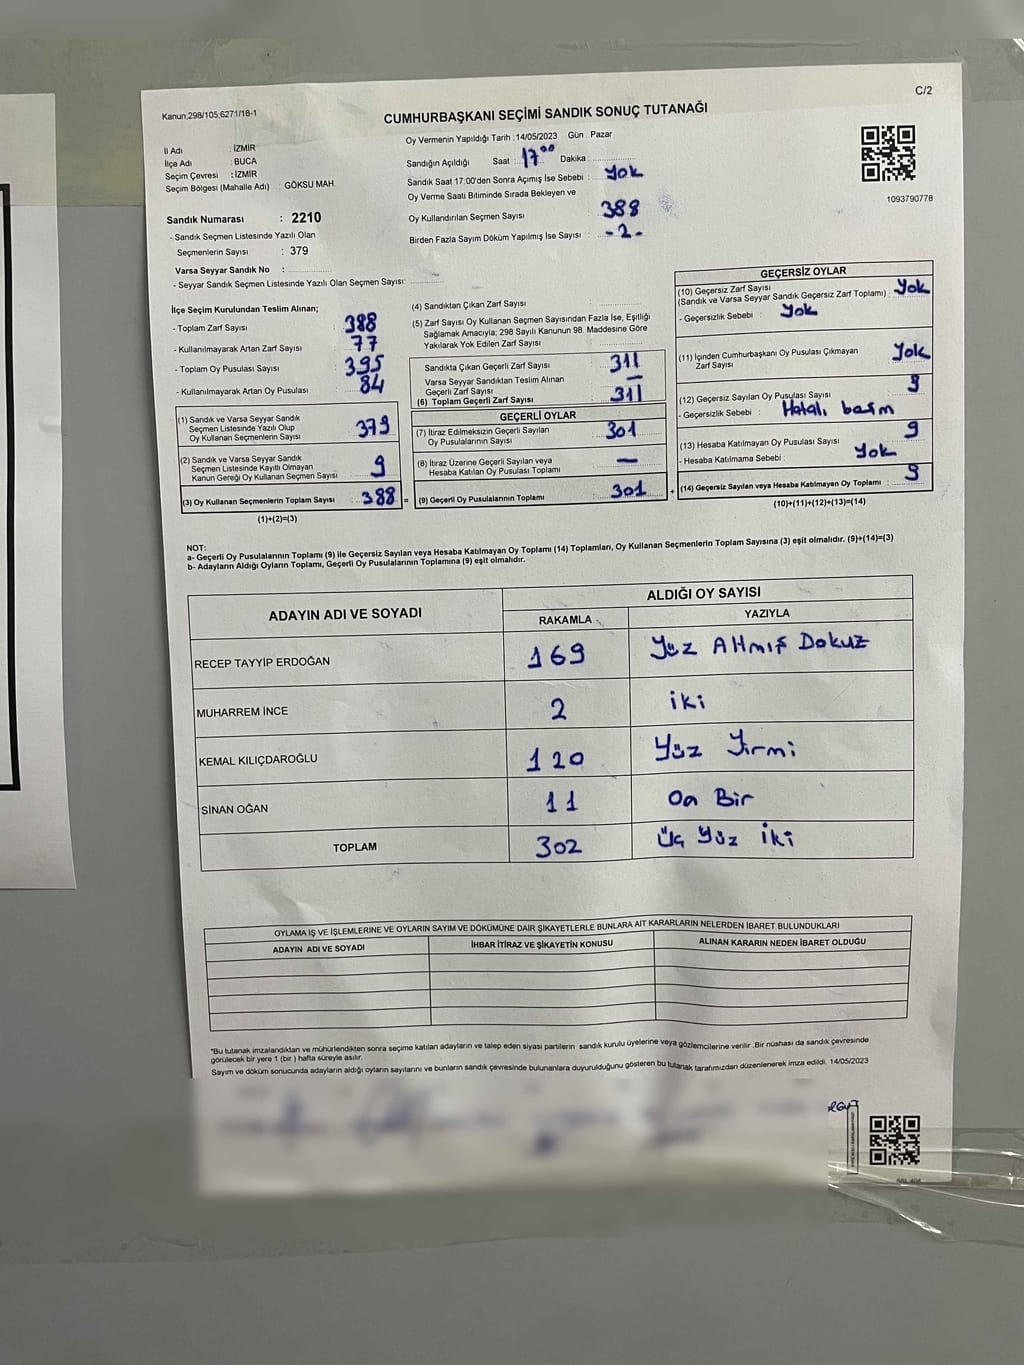 C/2
Kanun,298/105,6271/18-1
CUMHURBAŞKANI SEÇİMİ SANDIK SONUÇ TUTANAĞI
Oy Vermenin Yapıldığı Tarih :14/05/2023 Gün : Pazar
İl Adı : İZMİR
İlçe Adı : BUCA
Seçim Çevresi : İZMİR
Seçim Bölgesi (Mahalle Adı) : GÖKSU MAH.
Sandığın Açıldığı Saat : 17⁰⁰ Dakika :
Sandık Saat 17:00'den Sonra Açımış İse Sebebi : Yok
Oy Verme Saati Bitiminde Sırada Bekleyen ve
Oy Kullandırılan Seçmen Sayısı 388
Birden Fazla Sayım Döküm Yapılmış İse Sayısı : -2-
1093790778
Sandık Numarası : 2210
- Sandık Seçmen Listesinde Yazılı Olan
Seçmenlerin Sayısı : 379
Varsa Seyyar Sandık No :
- Seyyar Sandık Seçmen Listesinde Yazılı Olan Seçmen Sayısı:
İlçe Seçim Kurulundan Teslim Alınan;
- Toplam Zarf Sayısı 388
- Kullanılmayarak Artan Zarf Sayısı 77
- Toplam Oy Pusulası Sayısı 395
- Kullanılmayarak Artan Oy Pusulası 84
(1) Sandık ve Varsa Seyyar Sandık
Seçmen Listesinde Yazılı Olup
Oy Kullanan Seçmenlerin Sayısı 379
(2) Sandık ve Varsa Seyyar Sandık
Seçmen Listesinde Kayıtlı Olmayan
Kanun Gereği Oy Kullanan Seçmen Sayısı 9
(3) Oy Kullanan Seçmenlerin Toplam Sayısı 388 =
(1)+(2)=(3)
(4) Sandıktan Çıkan Zarf Sayısı
(5) Zarf Sayısı Oy Kullanan Seçmen Sayısından Fazla İse, Eşitliği
Sağlamak Amacıyla, 298 Sayılı Kanunun 98. Maddesine Göre
Yakılarak Yok Edilen Zarf Sayısı
Sandıkta Çıkan Geçerli Zarf Sayısı 311
Varsa Seyyar Sandıktan Teslim Alınan
Geçerli Zarf Sayısı —
(6) Toplam Geçerli Zarf Sayısı 311
GEÇERLİ OYLAR
(7) İtiraz Edilmeksizin Geçerli Sayılan
Oy Pusulalarının Sayısı 301
(8) İtiraz Üzerine Geçerli Sayılan veya
Hesaba Katılan Oy Pusulası Toplamı —
(9) Geçerli Oy Pusulalarının Toplamı 301 +
GEÇERSİZ OYLAR
(10) Geçersiz Zarf Sayısı
(Sandık ve Varsa Seyyar Sandık Geçersiz Zarf Toplamı) : Yok
- Geçersizlik Sebebi : Yok
(11) İçinden Cumhurbaşkanı Oy Pusulası Çıkmayan
Zarf Sayısı Yok
(12) Geçersiz Sayılan Oy Pusulası Sayısı 9
- Geçersizlik Sebebi : Hatalı basım
(13) Hesaba Katılmayan Oy Pusulası Sayısı 9
- Hesaba Katılmama Sebebi : Yok
(14) Geçersiz Sayılan veya Hesaba Katılmayan Oy Toplamı : 9
(10)+(11)+(12)+(13)=(14)
NOT:
a- Geçerli Oy Pusulalarının Toplamı (9) ile Geçersiz Sayılan veya Hesaba Katılmayan Oy Toplamı (14) Toplamları, Oy Kullanan Seçmenlerin Toplam Sayısına (3) eşit olmalıdır. (9)+(14)=(3)
b- Adayların Aldığı Oyların Toplamı, Geçerli Oy Pusulalarının Toplamına (9) eşit olmalıdır.
ADAYIN ADI VE SOYADI ALDIĞI OY SAYISI
RAKAMLA YAZIYLA
RECEP TAYYİP ERDOĞAN 169 Yüz Altmış Dokuz
MUHARREM İNCE 2 iki
KEMAL KILIÇDAROĞLU 120 Yüz Yirmi
SİNAN OĞAN 11 On Bir
TOPLAM 302 Üç Yüz İki
OYLAMA İŞ VE İŞLEMLERİNE VE OYLARIN SAYIM VE DÖKÜMÜNE DAİR ŞİKAYETLERLE BUNLARA AİT KARARLARIN NELERDEN İBARET BULUNDUKLARI
ADAYIN ADI VE SOYADI İHBAR İTİRAZ VE ŞİKAYETİN KONUSU ALINAN KARARIN NEDEN İBARET OLDUĞU
*Bu tutanak imzalandıktan ve mühürlendikten sonra seçime katılan adayların ve talep eden siyasi partilerin sandık kurulu üyelerine veya gözlemcilerine verilir .Bir nüshası da sandık çevresinde
görülecek bir yere 1 (bir ) hafta süreyle asılır.
Sayım ve döküm sonucunda adayların aldığı oyların sayılarını ve bunların sandık çevresinde bulunanlara duyurulduğunu gösteren bu tutanak tarafımızdan düzenlenerek imza edildi. 14/05/2023